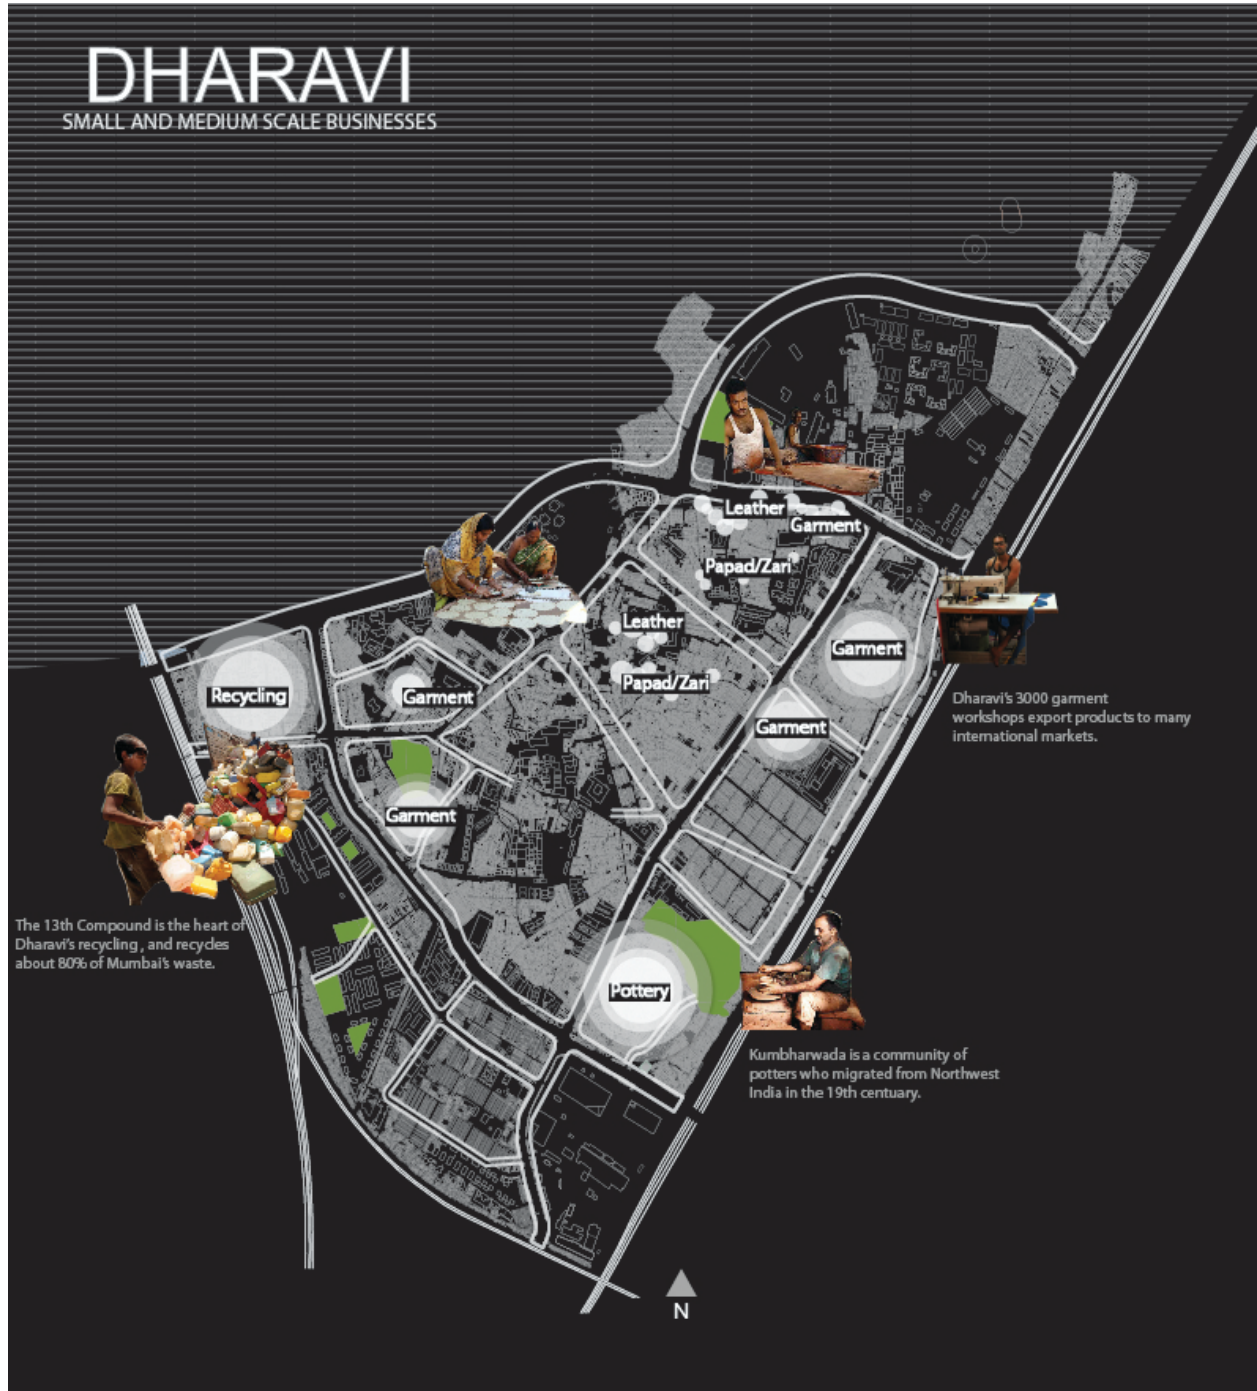 DHARAVI
SMALL AND MEDIUM SCALE BUSINESSES
Leather
Garment
Papad/Zari
Leather
Garment
Recycling
Garment
Papad/Zari
Garment
Garment
Dharavi's 3000 garment
workshops export products to many
international markets.
The 13th Compound is the heart of
Dharavi's recycling , and recycles
about 80% of Mumbai's waste.
Pottery
Kumbharwada is a community of
potters who migrated from Northwest
India in the 19th centuary.
N